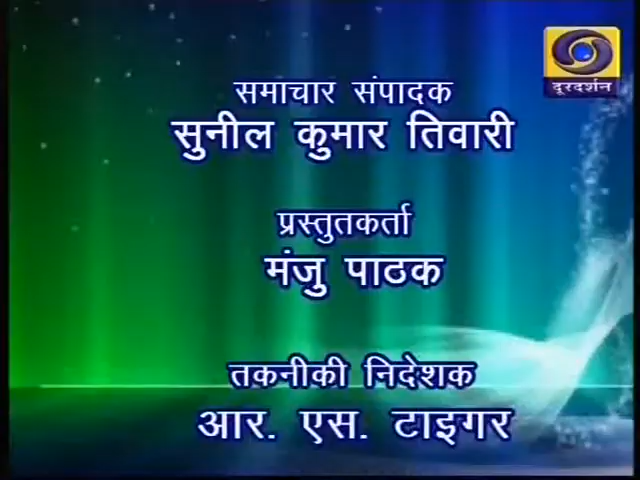 दूरदर्शन
समाचार संपादक
सुनील कुमार तिवारी
प्रस्तुतकर्ता
मंजु पाठक
तकनीकी निदेशक
आर. एस. टाइगर